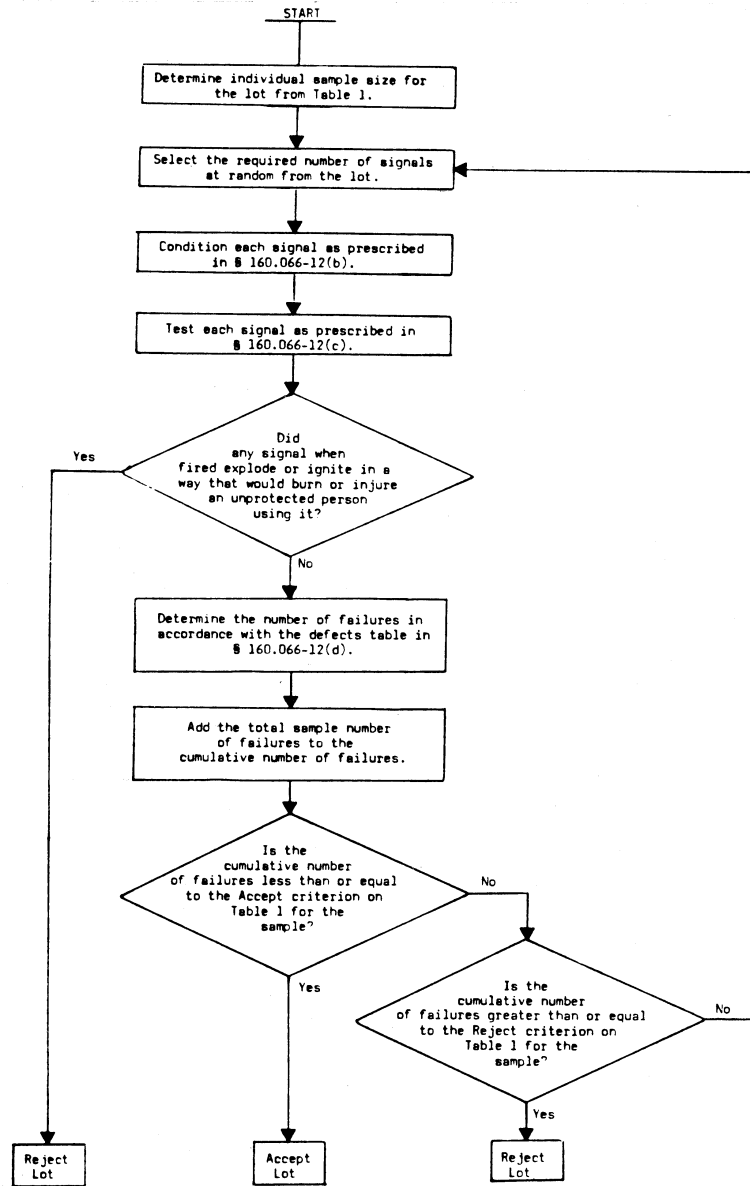 START
Determine individual sample size for
the lot from Table 1.
Select the required number of signals
at random from the lot.
Condition each signal as prescribed
in § 160.066-12(b).
Test each signal as prescribed in
§ 160.066-12(c).
Did
any signal when
fired explode or ignite in a
way that would burn or injure
an unprotected person
using it?
Yes
No
Determine the number of failures in
accordance with the defects table in
§ 160.066-12(d).
Add the total sample number
of failures to the
cumulative number of failures.
Is the
cumulative number
of failures less than or equal
to the Accept criterion on
Table 1 for the
sample?
No
Yes
Is the
cumulative number
of failures greater than or equal
to the Reject criterion on
Table 1 for the
sample?
No
Yes
Reject
Lot
Accept
Lot
Reject
Lot